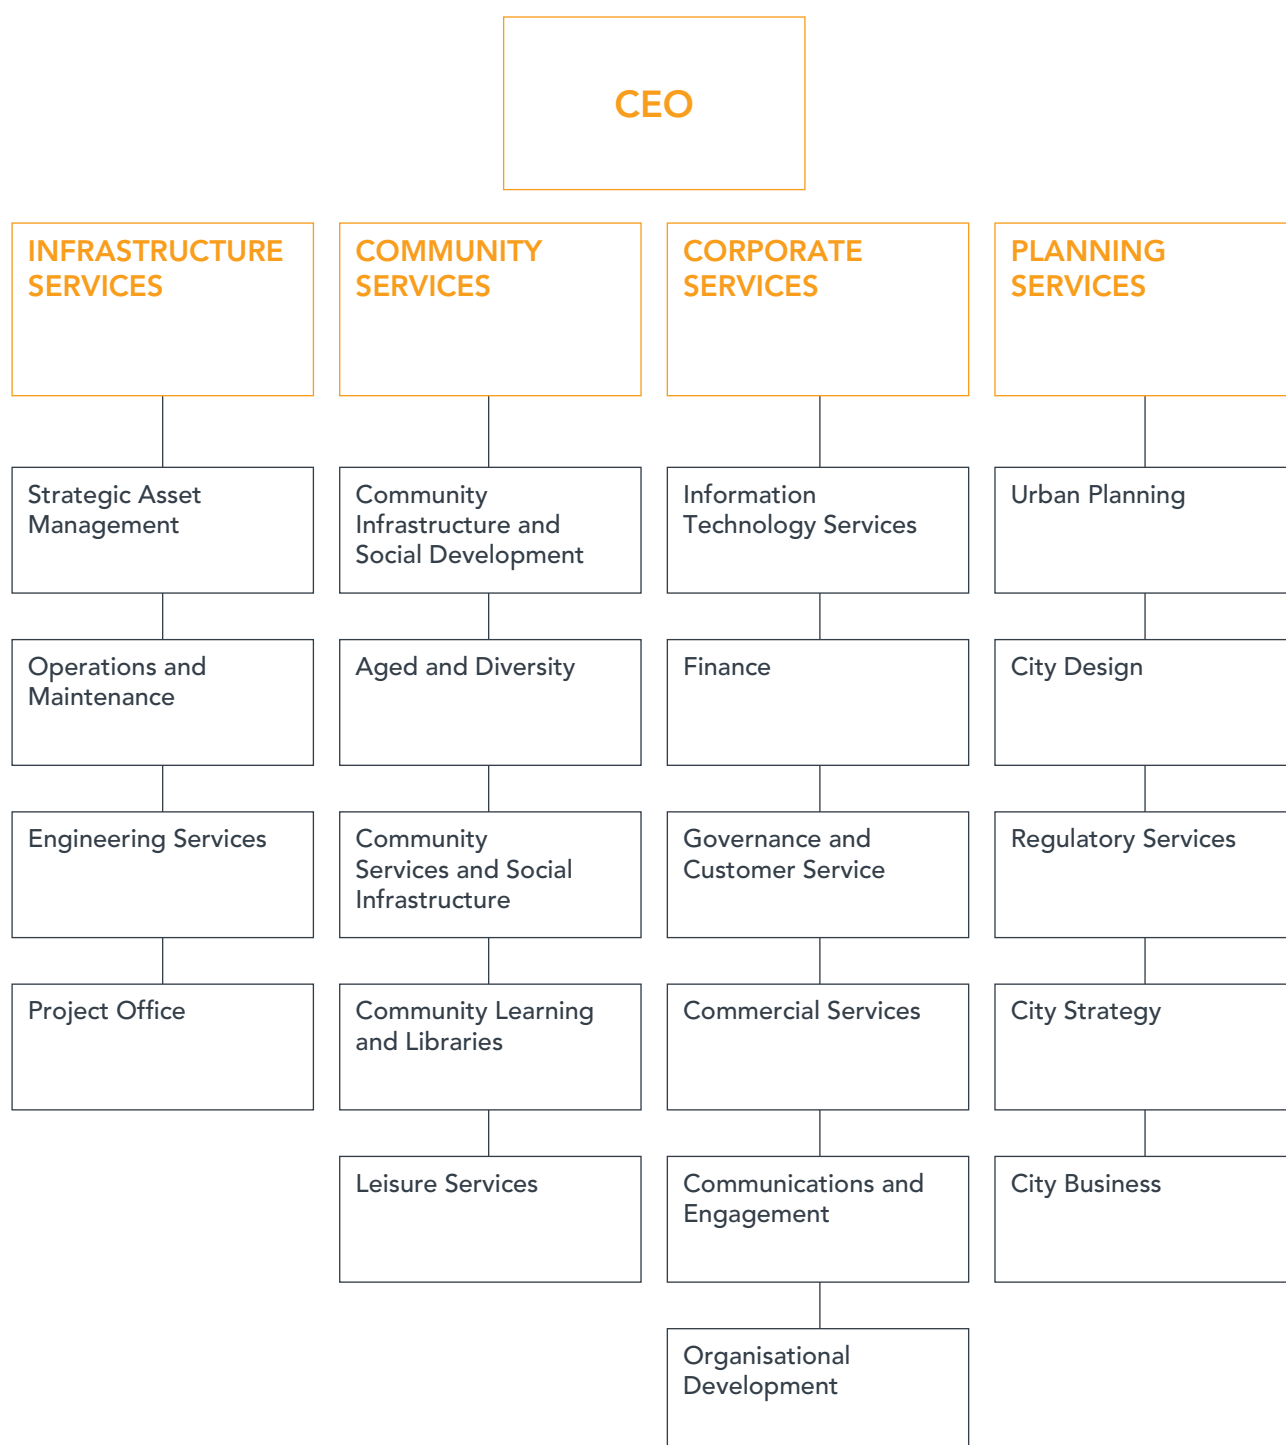 CEO
INFRASTRUCTURE
SERVICES
Strategic Asset
Management
Operations and
Maintenance
Engineering Services
Project Office
COMMUNITY
SERVICES
Community
Infrastructure and
Social Development
Aged and Diversity
Community
Services and Social
Infrastructure
Community Learning
and Libraries
Leisure Services
CORPORATE
SERVICES
Information
Technology Services
Finance
Governance and
Customer Service
Commercial Services
Communications and
Engagement
Organisational
Development
PLANNING
SERVICES
Urban Planning
City Design
Regulatory Services
City Strategy
City Business